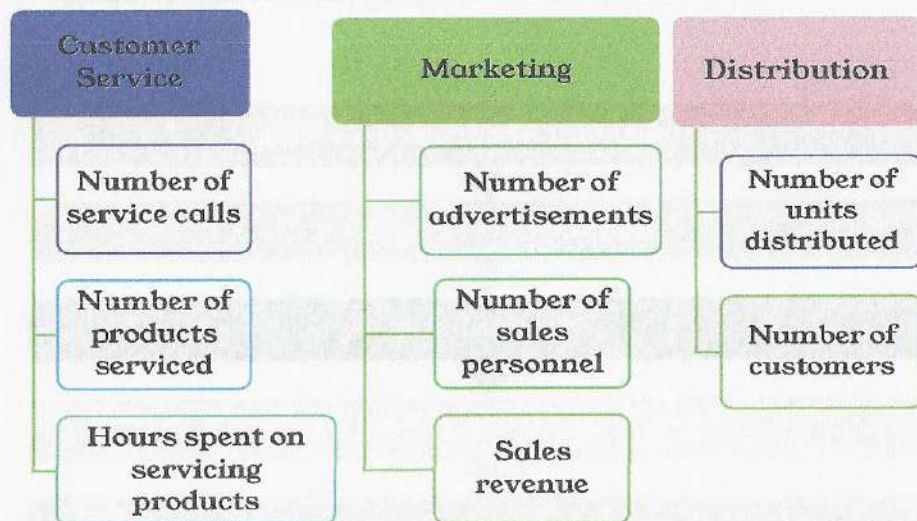 Customer
Service
Number of
service calls
Number of
products
serviced
Hours spent on
servicing
products
Marketing
Number of
advertisements
Number of
sales
personnel
Sales
revenue
Distribution
Number of
units
distributed
Number of
customers